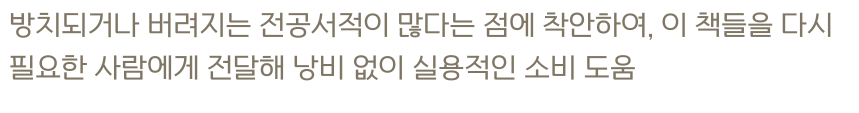 방치되거나 버려지는 전공서적이 많다는 점에 착안하여, 이 책들을 다시
필요한 사람에게 전달해 낭비 없이 실용적인 소비 도움